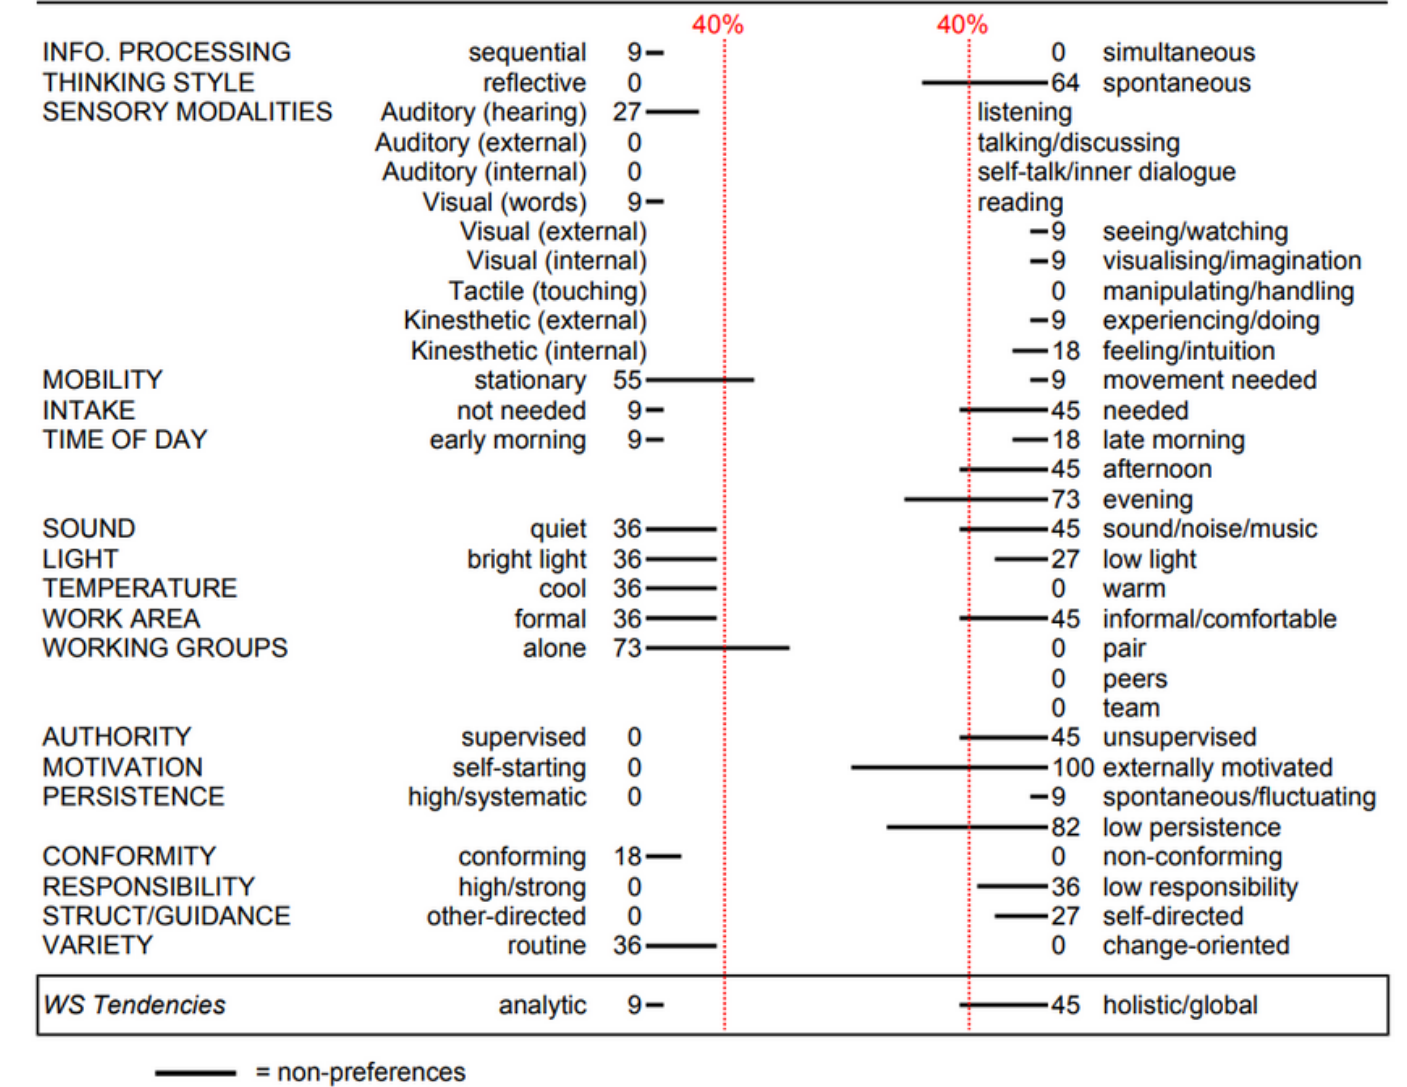 40% 40%
INFO. PROCESSING sequential 9 0 simultaneous
THINKING STYLE reflective 0 64 spontaneous
SENSORY MODALITIES Auditory (hearing) 27 listening
Auditory (external) 0 talking/discussing
Auditory (internal) 0 self-talk/inner dialogue
Visual (words) 9 reading
Visual (external) 9 seeing/watching
Visual (internal) 9 visualising/imagination
Tactile (touching) 0 manipulating/handling
Kinesthetic (external) 9 experiencing/doing
Kinesthetic (internal) 18 feeling/intuition
MOBILITY stationary 55 9 movement needed
INTAKE not needed 9 45 needed
TIME OF DAY early morning 9 18 late morning
45 afternoon
73 evening
SOUND quiet 36 45 sound/noise/music
LIGHT bright light 36 27 low light
TEMPERATURE cool 36 0 warm
WORK AREA formal 36 45 informal/comfortable
WORKING GROUPS alone 73 0 pair
0 peers
0 team
AUTHORITY supervised 0 45 unsupervised
MOTIVATION self-starting 0 100 externally motivated
PERSISTENCE high/systematic 0 9 spontaneous/fluctuating
82 low persistence
CONFORMITY conforming 18 0 non-conforming
RESPONSIBILITY high/strong 0 36 low responsibility
STRUCT/GUIDANCE other-directed 0 27 self-directed
VARIETY routine 36 0 change-oriented
WS Tendencies analytic 9 45 holistic/global
= non-preferences